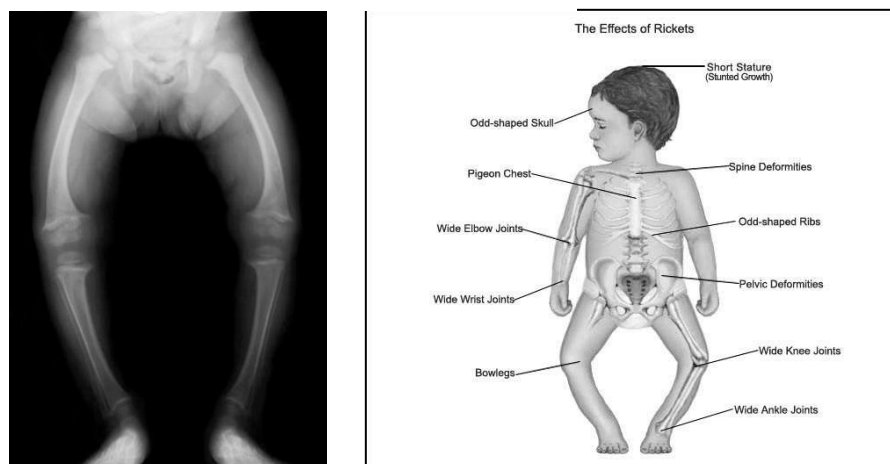 The Effects of Rickets
Short Stature
(Stunted Growth)
Odd-shaped Skull
Spine Deformities
Pigeon Chest
Odd-shaped Ribs
Wide Elbow Joints
Pelvic Deformities
Wide Wrist Joints
Wide Knee Joints
Bowlegs
Wide Ankle Joints